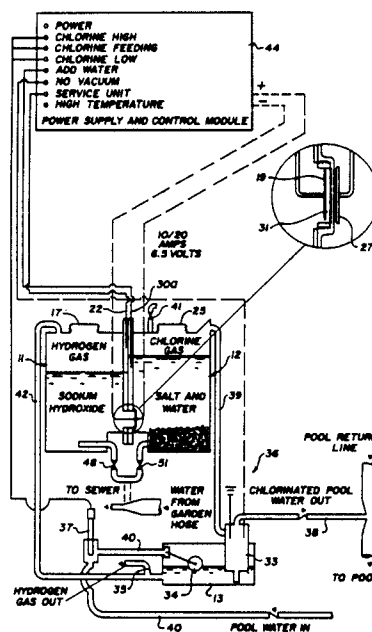 POWER
CHLORINE HIGH
CHLORINE FEEDING
CHLORINE LOW
ADD WATER
NO VACUUM
SERVICE UNIT
HIGH TEMPERATURE
POWER SUPPLY AND CONTROL MODULE
44
+
−
19
31
27
10/20
AMPS
6.5 VOLTS
30a
22
41
17
25
HYDROGEN
GAS
CHLORINE
GAS
11
12
42
39
SODIUM
HYDROXIDE
SALT AND
WATER
36
48
51
POOL RETURN
LINE
TO SEWER
WATER
FROM
GARDEN
HOSE
CHLORINATED POOL
WATER OUT
37
40
38
33
35
34
13
HYDROGEN
GAS OUT
TO POOL
40
POOL WATER IN